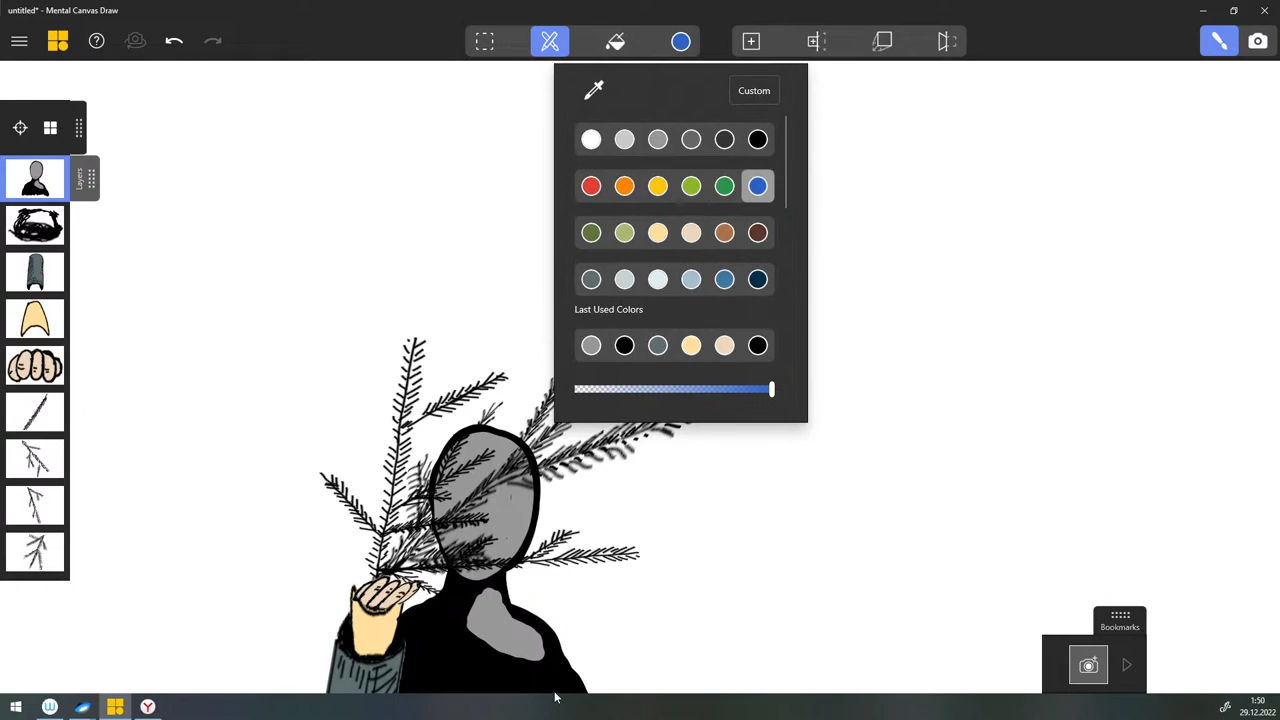 untitled* - Mental Canvas Draw
Custom
Layers
Last Used Colors
Bookmarks
1:50
29.12.2022